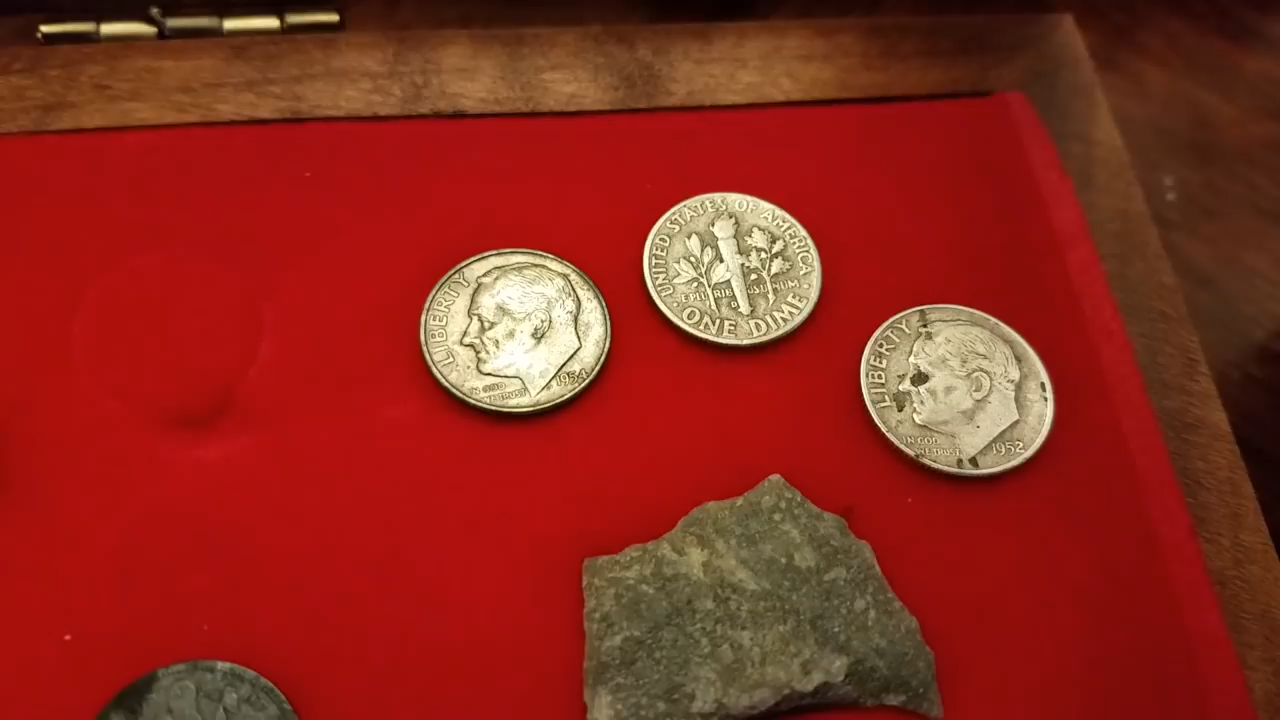 LIBERTY
IN GOD
WE TRUST
1954
UNITED STATES OF AMERICA
E PLURIBUS UNUM
D
ONE DIME
LIBERTY
IN GOD
WE TRUST
1952